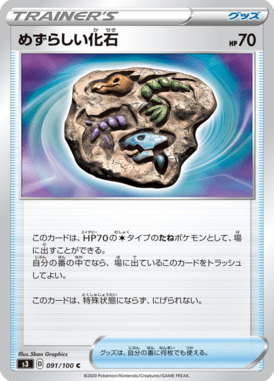 TRAINER'S グッズ
めずらしい化石 HP70
このカードは、HP70のタイプのたねポケモンとして、場に出すことができる。
自分の番の中でなら、場に出ているこのカードをトラッシュしてよい。
このカードは、特殊状態にならず、にげられない。
Illus. 5ban Graphics
S3 D 091/100 C
グッズは、自分の番に何枚でも使える。
©2020 Pokémon/Nintendo/Creatures/GAME FREAK.